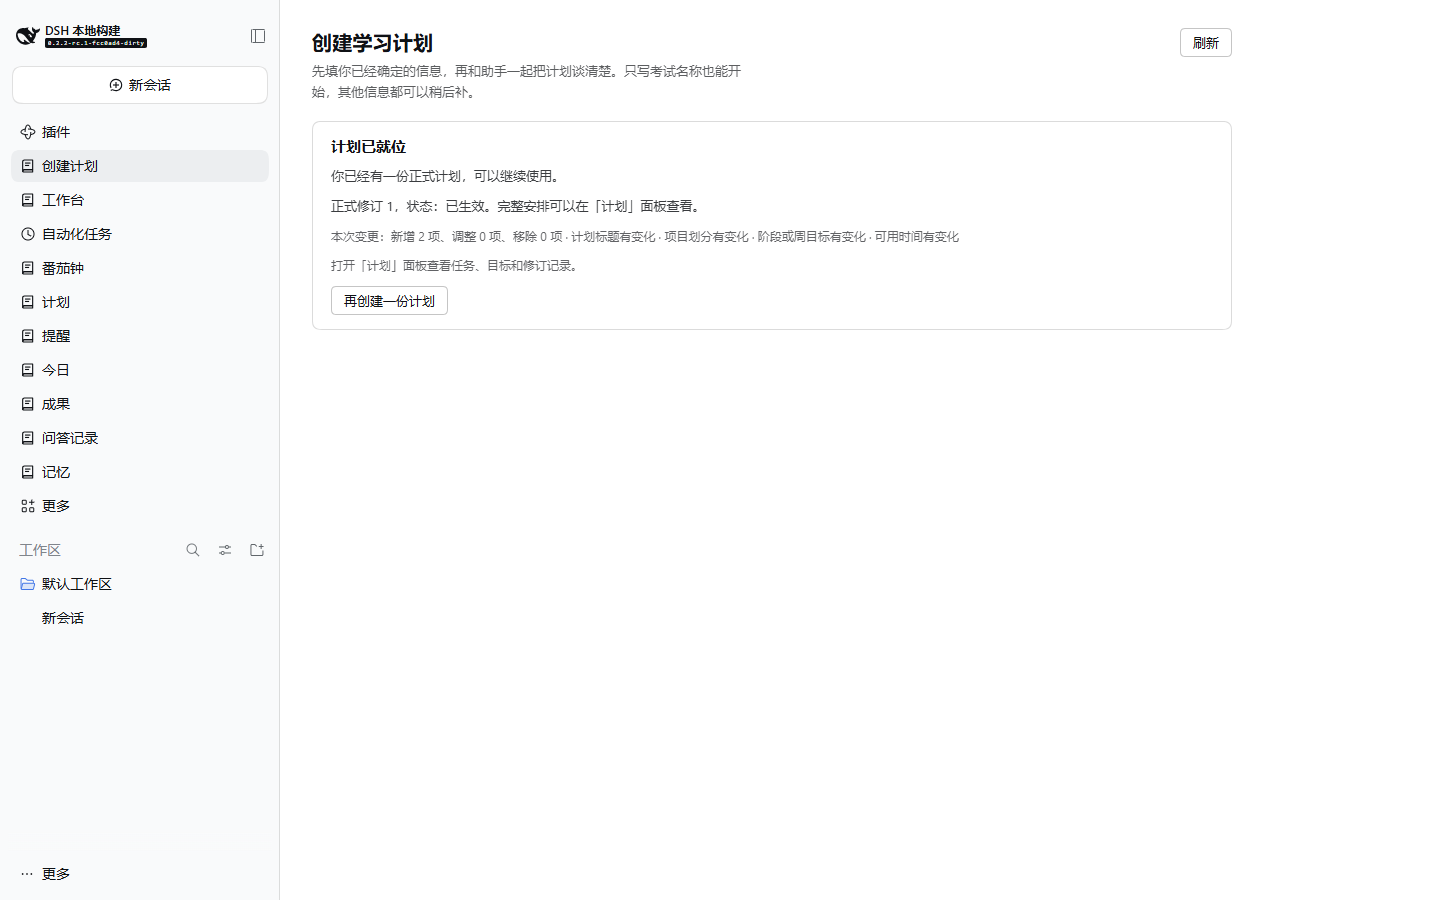 DSH 本地构建
0.3.2-rc.1-fcc0ad4-dirty
新会话
插件
创建计划
工作台
自动化任务
番茄钟
计划
提醒
今日
成果
问答记录
记忆
更多
工作区
默认工作区
新会话
更多
创建学习计划
刷新
先填你已经确定的信息，再和助手一起把计划谈清楚。只写考试名称也能开
始，其他信息都可以稍后补。
计划已就位
你已经有一份正式计划，可以继续使用。
正式修订 1，状态：已生效。完整安排可以在「计划」面板查看。
本次变更：新增 2 项、调整 0 项、移除 0 项 · 计划标题有变化 · 项目划分有变化 · 阶段或周目标有变化 · 可用时间有变化
打开「计划」面板查看任务、目标和修订记录。
再创建一份计划